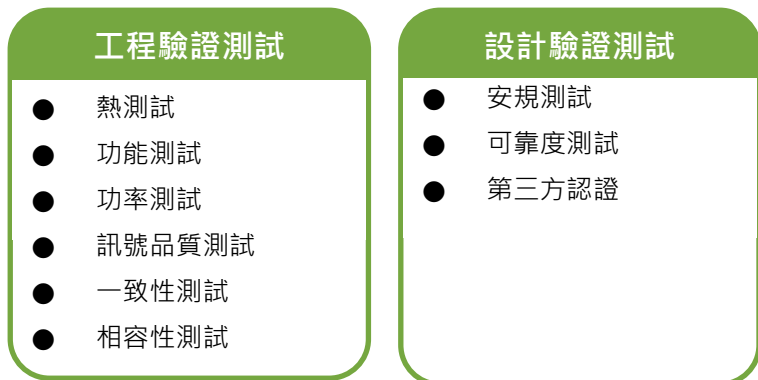 工程驗證測試
● 熱測試
● 功能測試
● 功率測試
● 訊號品質測試
● 一致性測試
● 相容性測試
設計驗證測試
● 安規測試
● 可靠度測試
● 第三方認證